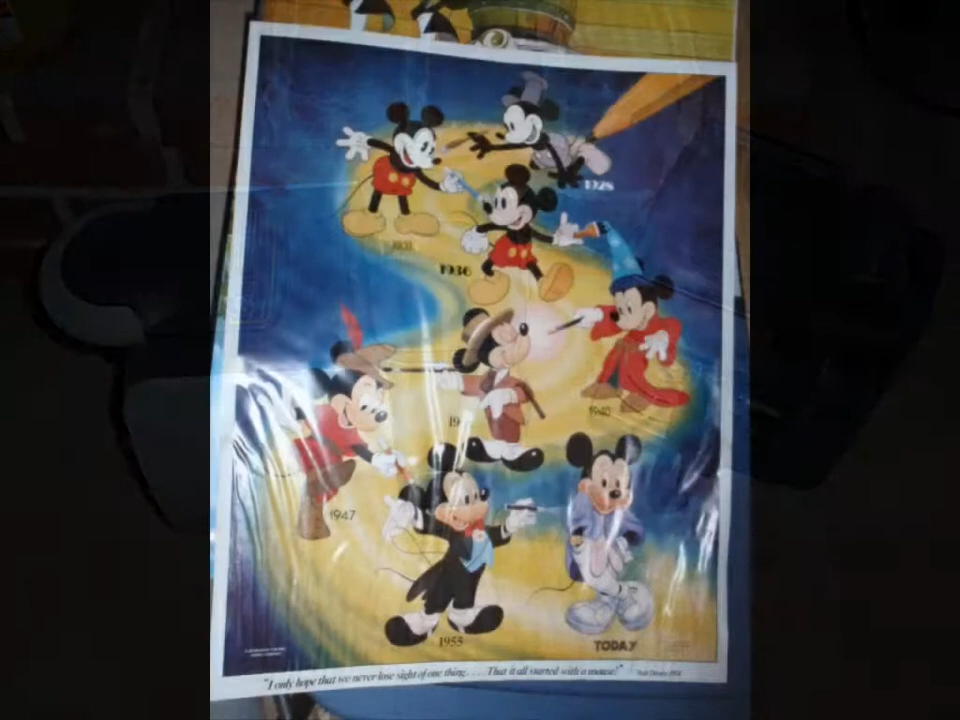 1928
1936
1940
1947
1955
TODAY
"I only hope that we never lose sight of one thing.... That it all started with a mouse!"